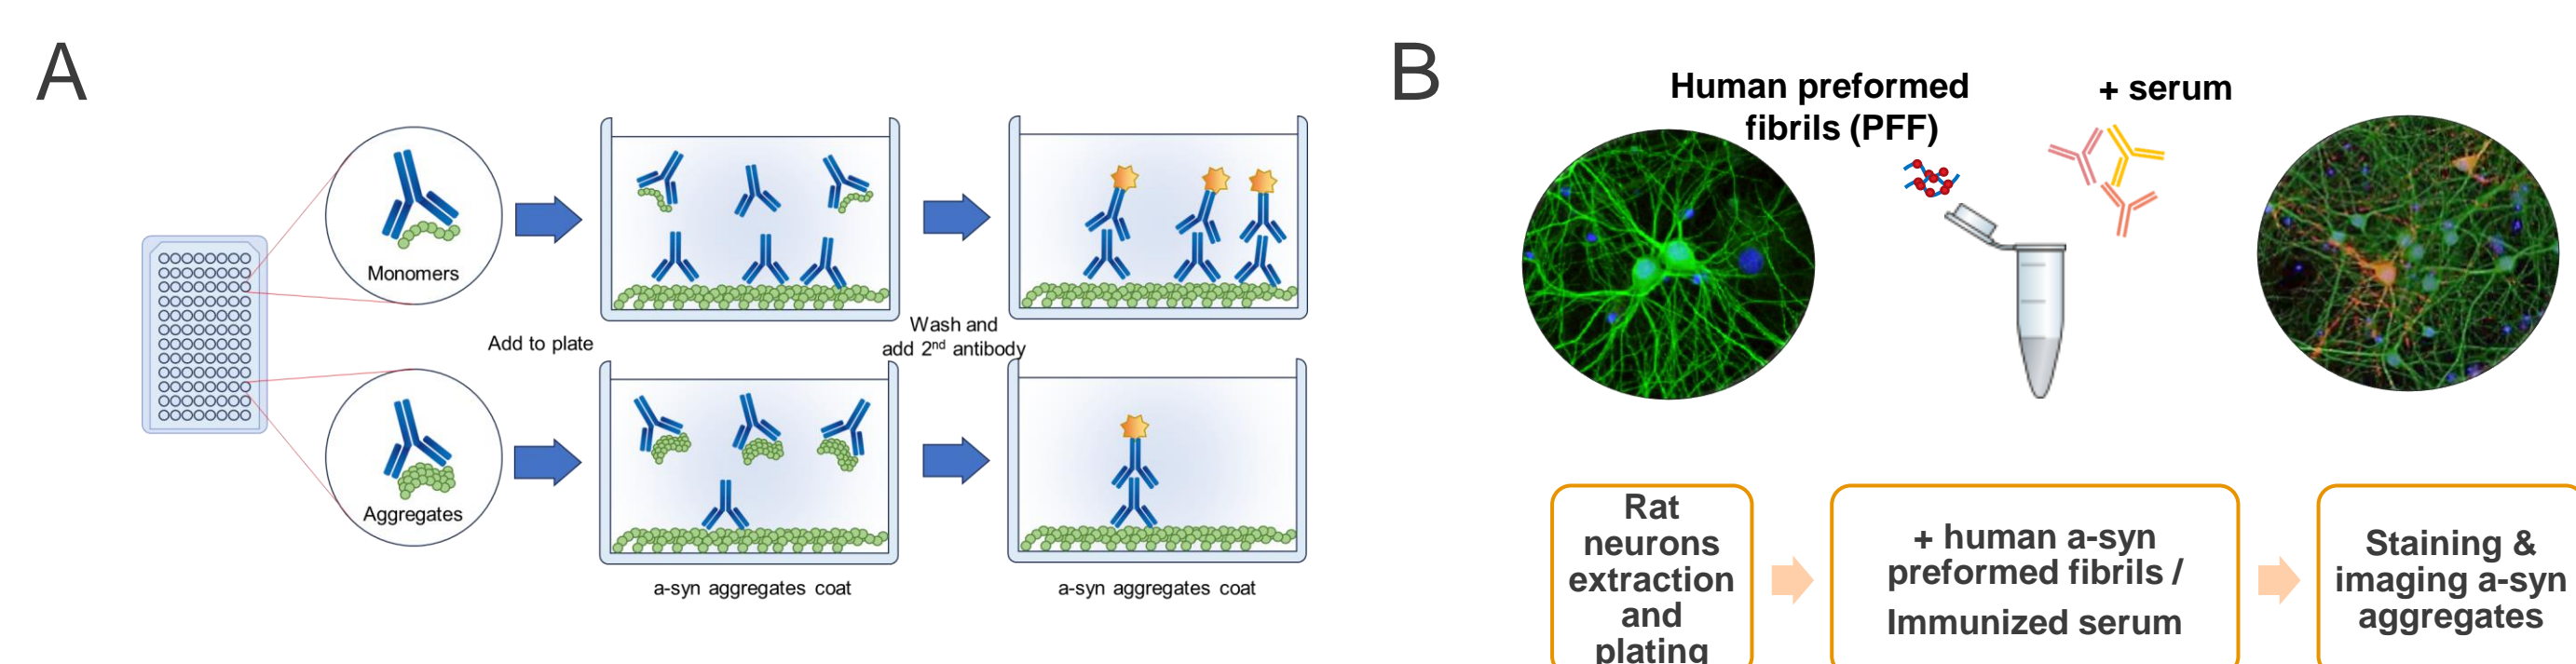 A
Monomers
Add to plate
Aggregates
Wash and
add 2nd antibody
a-syn aggregates coat
a-syn aggregates coat
B
Human preformed
fibrils (PFF)
+ serum
Rat
neurons
extraction
and
plating
+ human a-syn
preformed fibrils /
Immunized serum
Staining &
imaging a-syn
aggregates